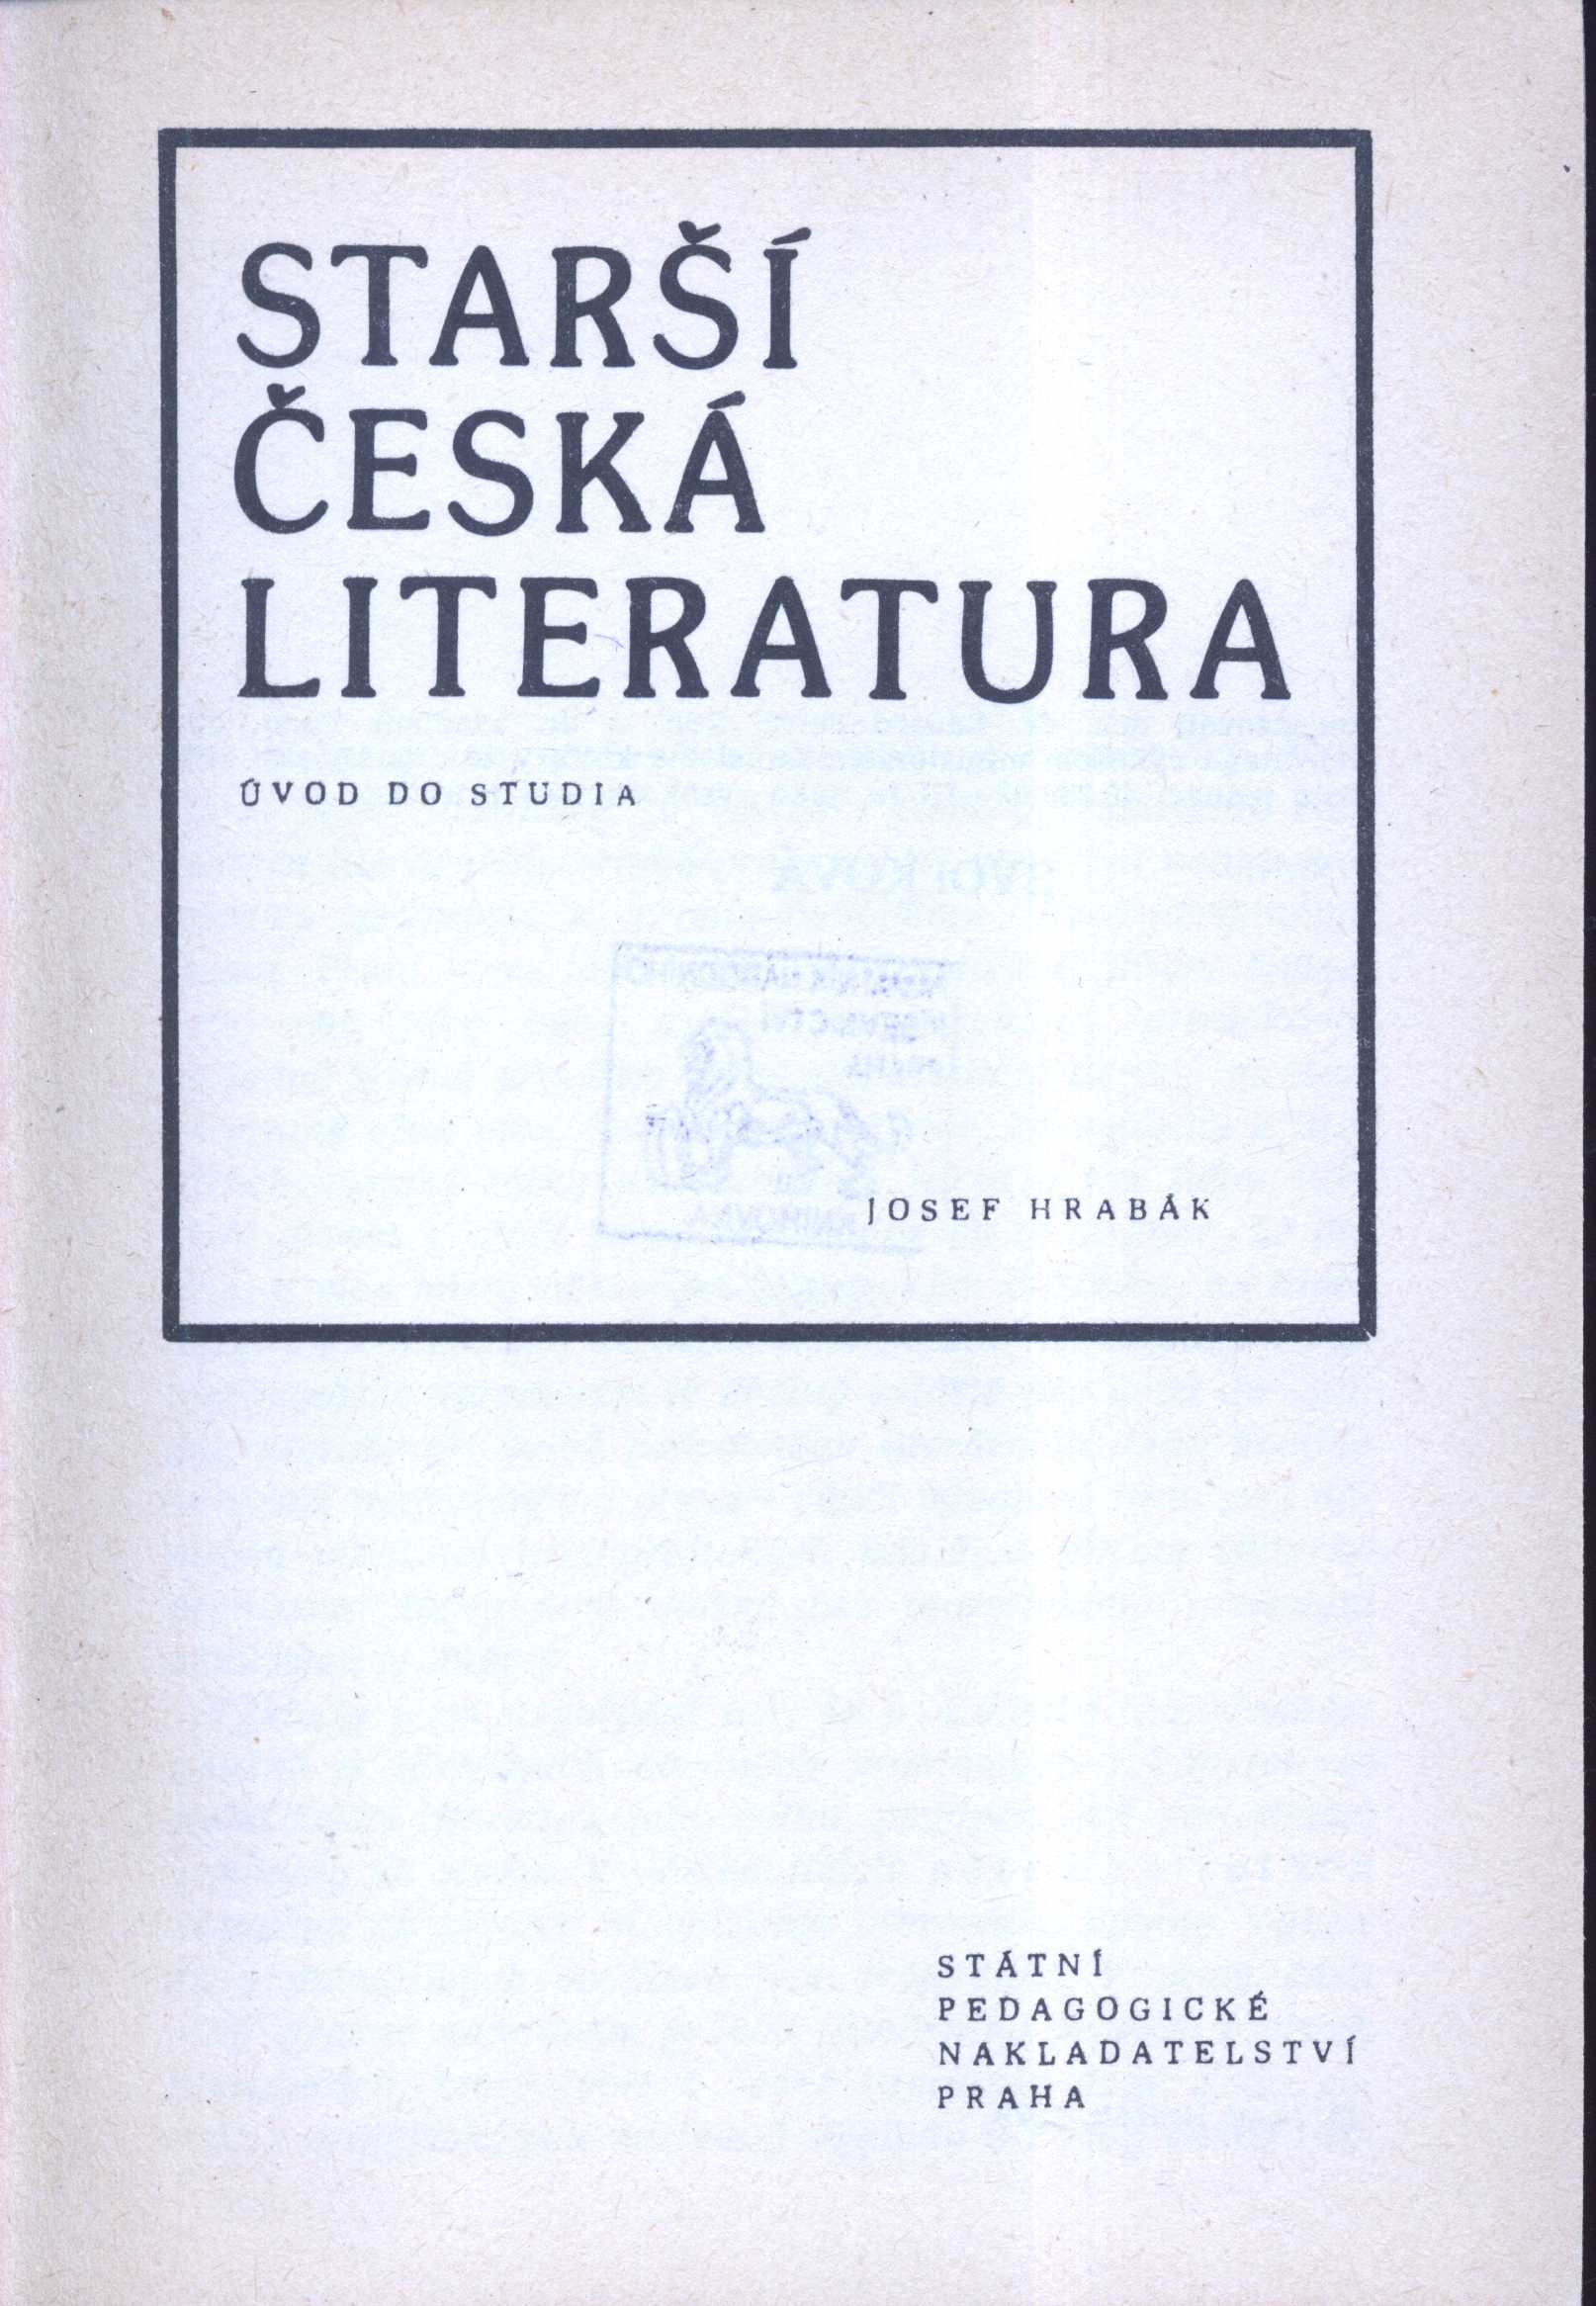 STARŠÍ
ČESKÁ
LITERATURA
ÚVOD DO STUDIA
JOSEF HRABÁK
STÁTNÍ
PEDAGOGICKÉ
NAKLADATELSTVÍ
PRAHA